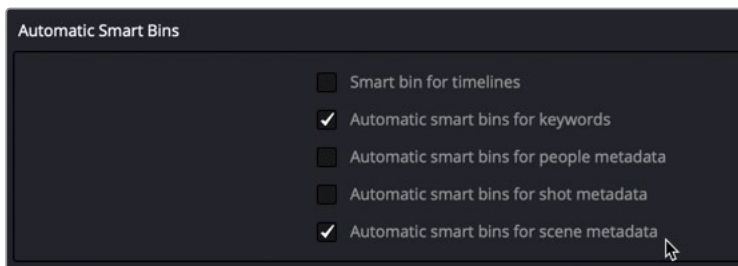 Automatic Smart Bins
Smart bin for timelines
Automatic smart bins for keywords
Automatic smart bins for people metadata
Automatic smart bins for shot metadata
Automatic smart bins for scene metadata